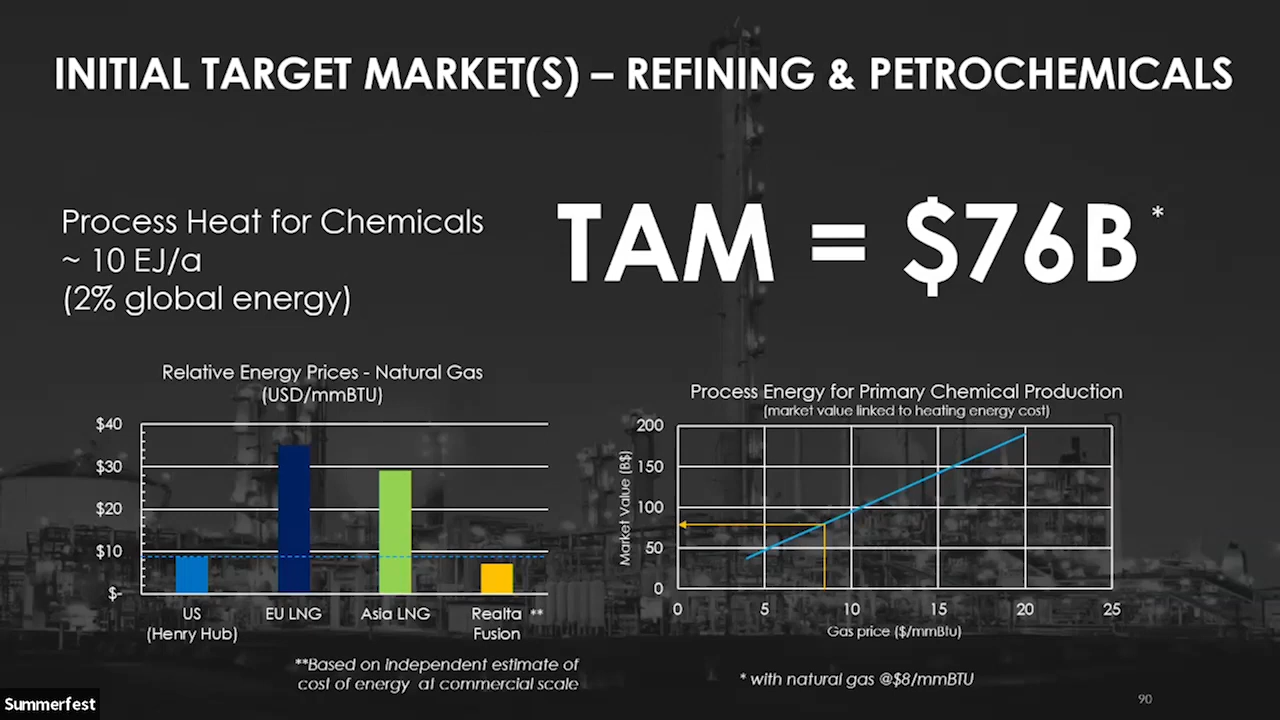 INITIAL TARGET MARKET(S) – REFINING & PETROCHEMICALS
Process Heat for Chemicals
~ 10 EJ/a
(2% global energy)
TAM = $76B*
Relative Energy Prices - Natural Gas
(USD/mmBTU)
$40
$30
$20
$10
$-
US
(Henry Hub)
EU LNG
Asia LNG
Realta **
Fusion
**Based on independent estimate of
cost of energy at commercial scale
Process Energy for Primary Chemical Production
(market value linked to heating energy cost)
Market Value (B$)
200
150
100
50
0
0 5 10 15 20 25
Gas price ($/mmBtu)
* with natural gas @$8/mmBTU
90
Summerfest